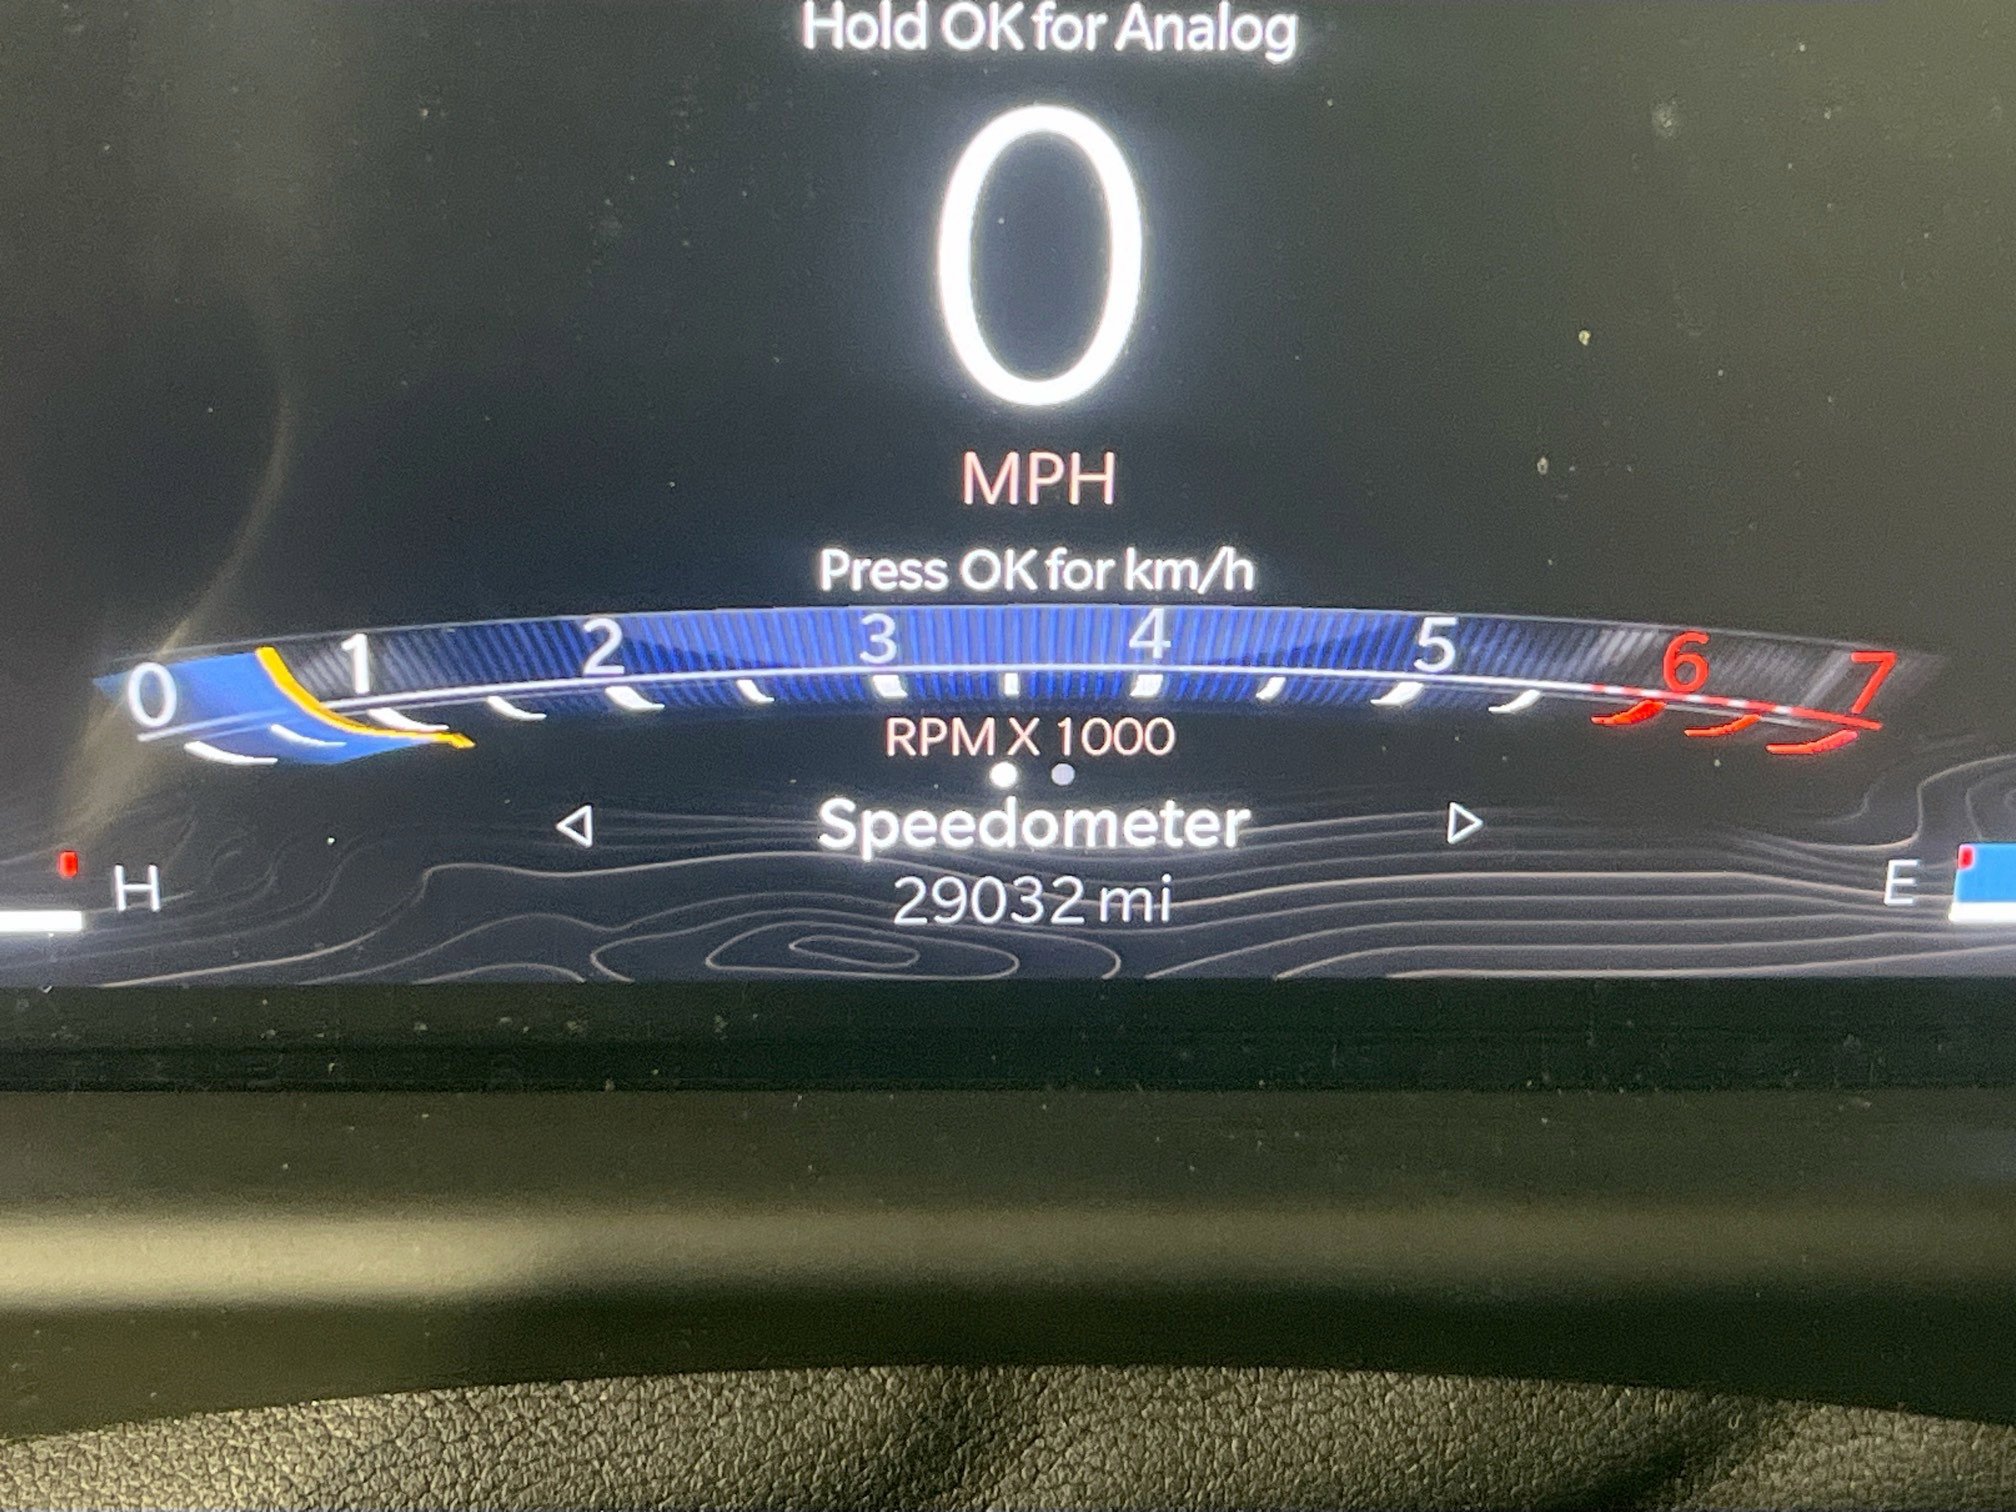 Hold OK for Analog
0
MPH
Press OK for km/h
0 1 2 3 4 5 6 7
RPM X 1000
Speedometer
H
E
29032 mi